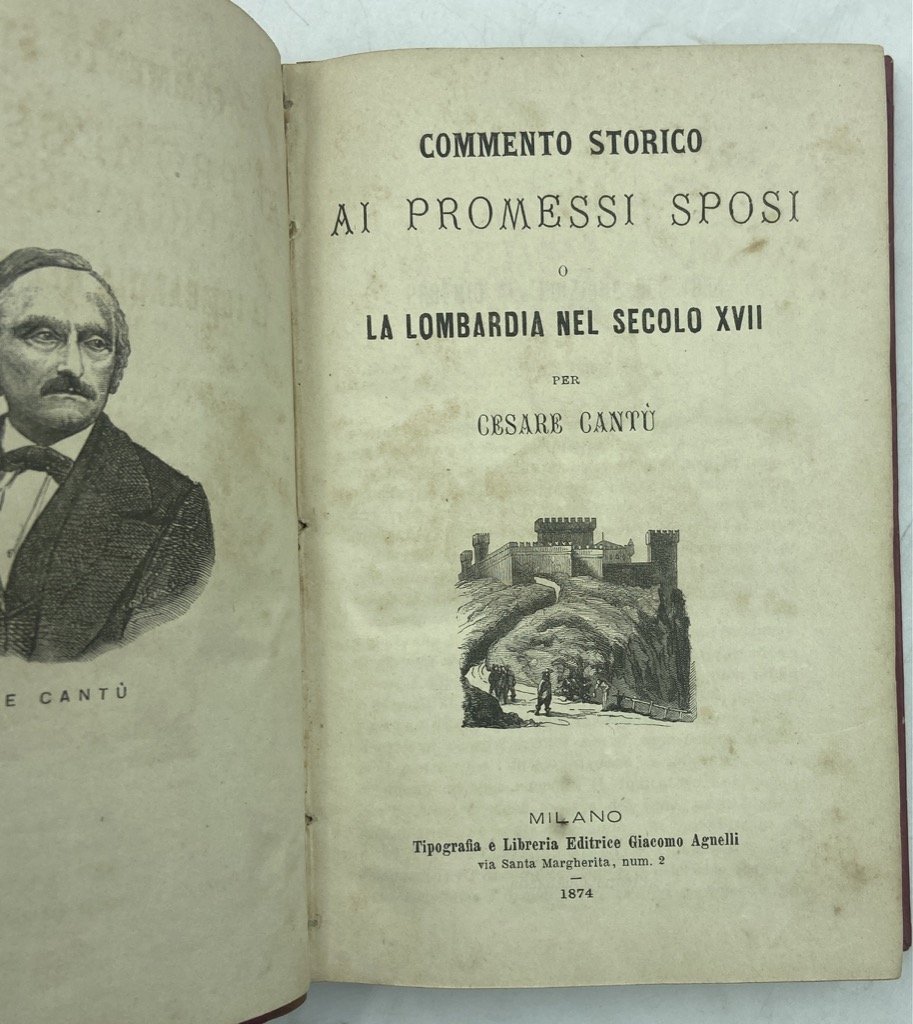 E CANTÙ
COMMENTO STORICO
AI PROMESSI SPOSI
O
LA LOMBARDIA NEL SECOLO XVII
PER
CESARE CANTÙ
MILANO
Tipografia e Libreria Editrice Giacomo Agnelli
via Santa Margherita, num. 2
1874